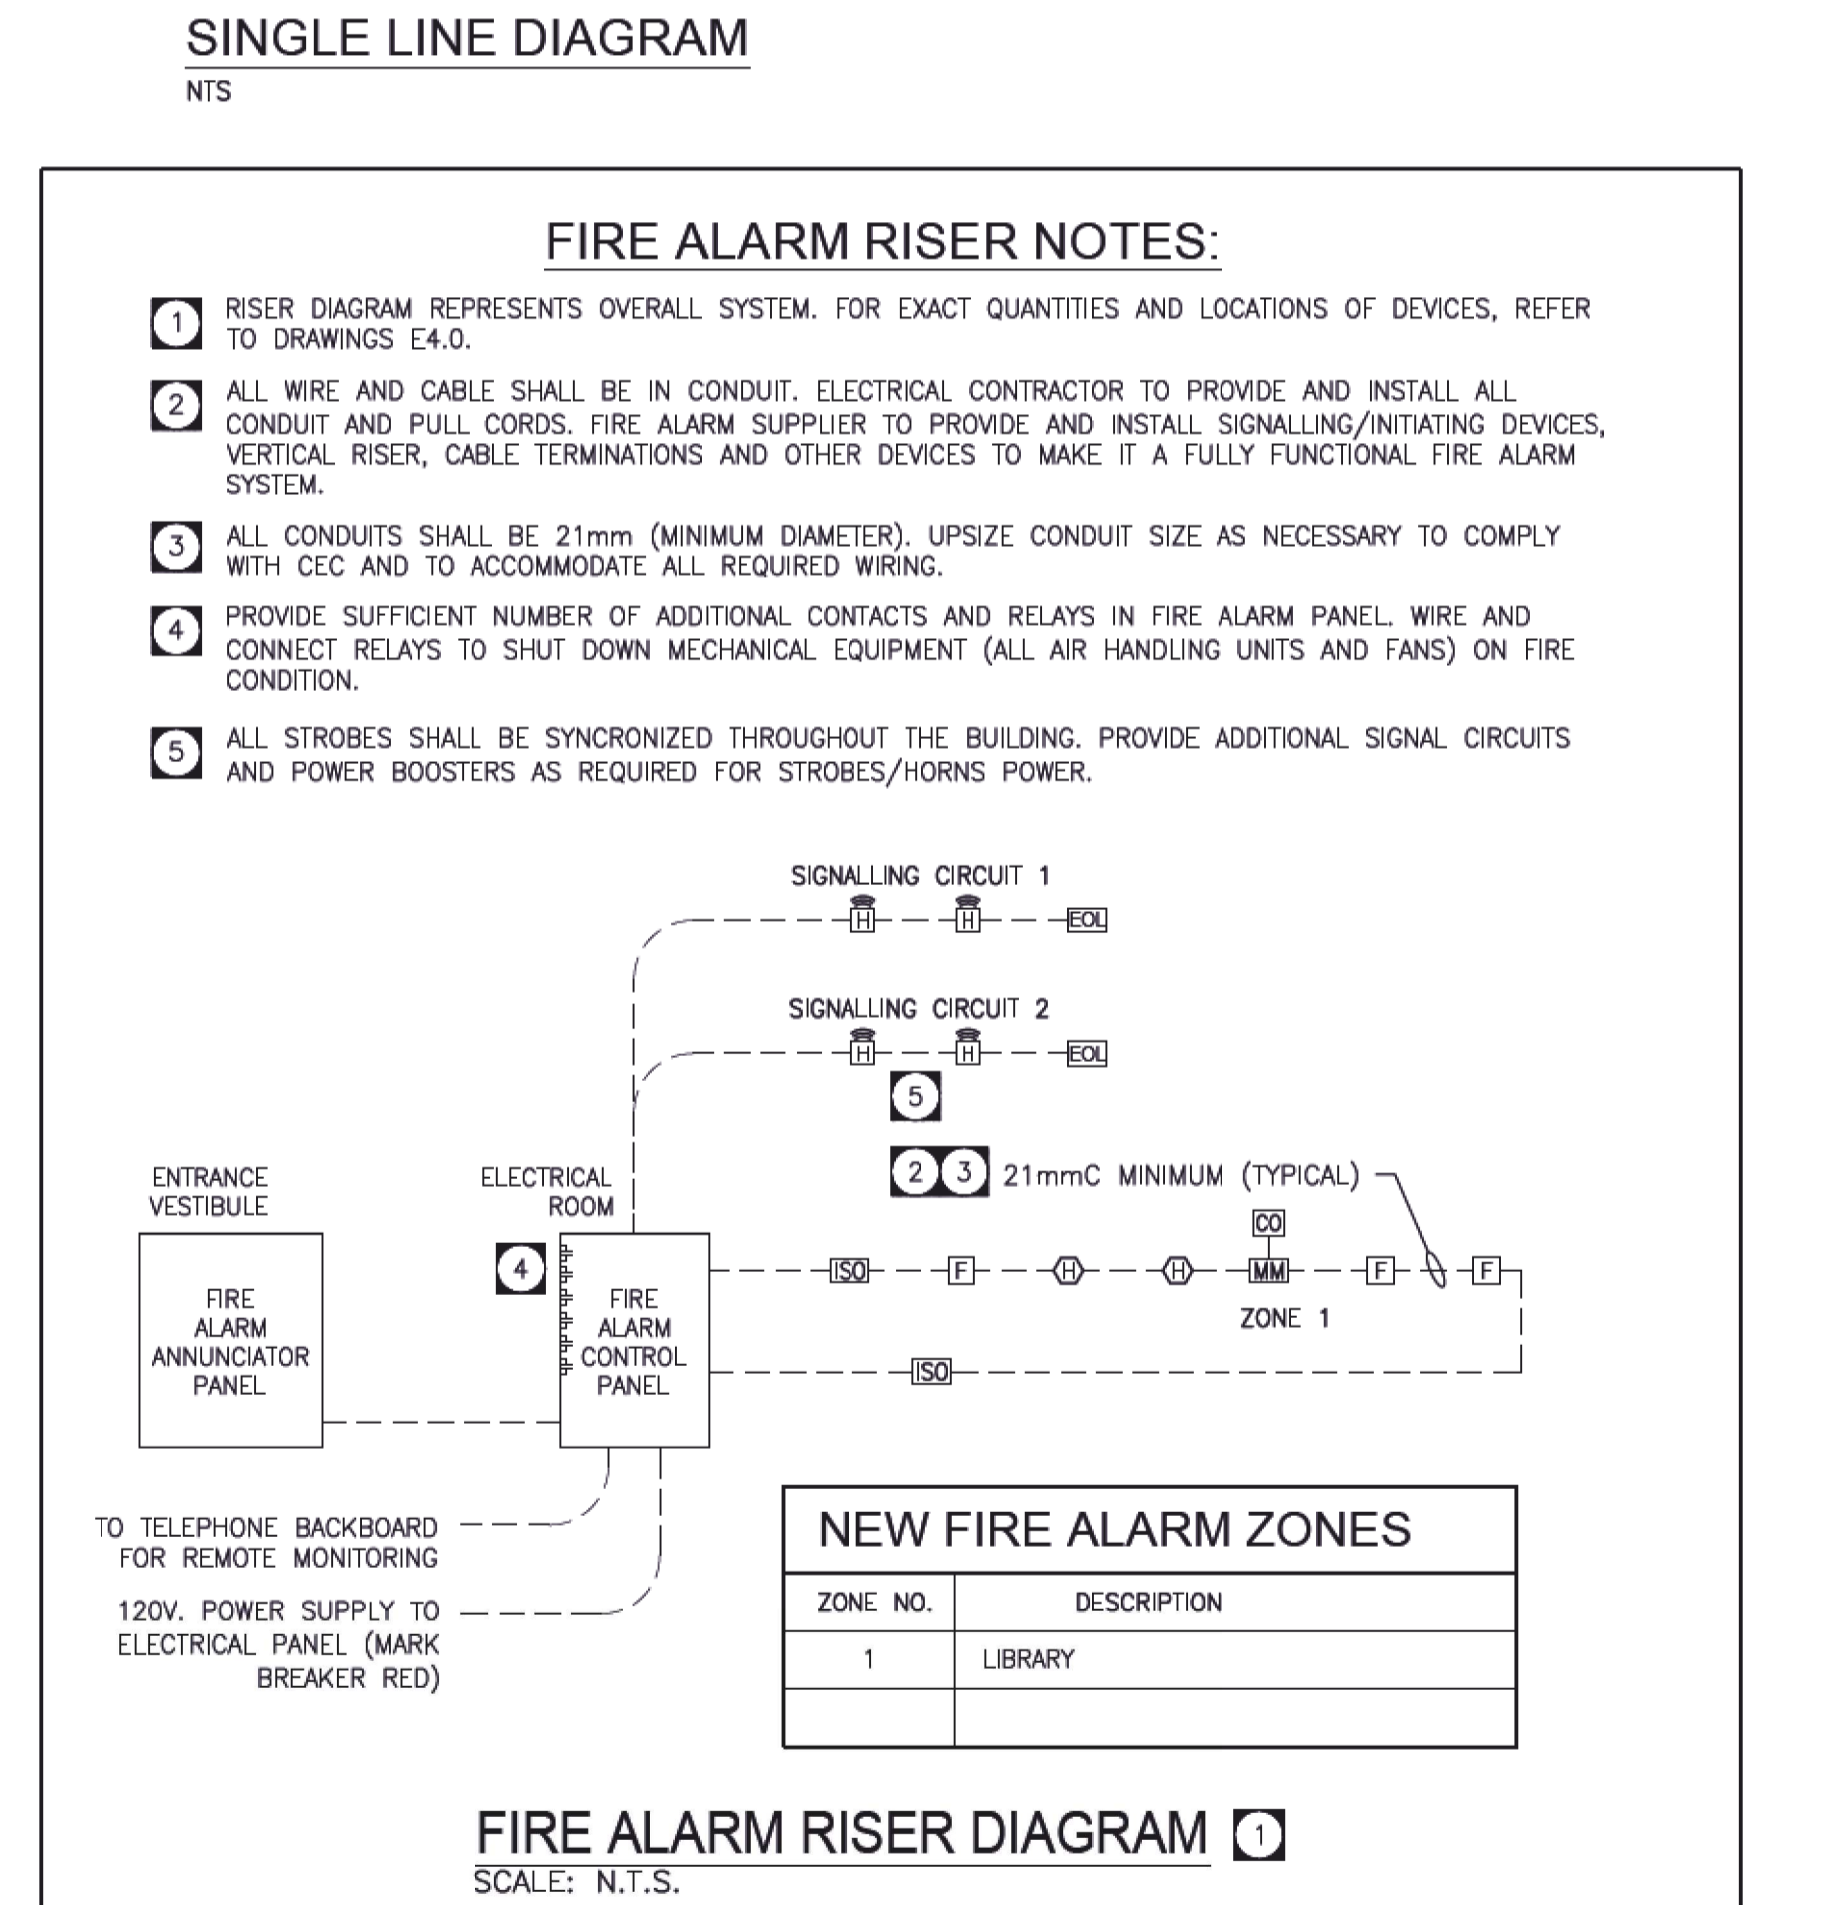 SINGLE LINE DIAGRAM
NTS
FIRE ALARM RISER NOTES:
1 RISER DIAGRAM REPRESENTS OVERALL SYSTEM. FOR EXACT QUANTITIES AND LOCATIONS OF DEVICES, REFER
TO DRAWINGS E4.0.
2 ALL WIRE AND CABLE SHALL BE IN CONDUIT. ELECTRICAL CONTRACTOR TO PROVIDE AND INSTALL ALL
CONDUIT AND PULL CORDS. FIRE ALARM SUPPLIER TO PROVIDE AND INSTALL SIGNALLING/INITIATING DEVICES,
VERTICAL RISER, CABLE TERMINATIONS AND OTHER DEVICES TO MAKE IT A FULLY FUNCTIONAL FIRE ALARM
SYSTEM.
3 ALL CONDUITS SHALL BE 21mm (MINIMUM DIAMETER). UPSIZE CONDUIT SIZE AS NECESSARY TO COMPLY
WITH CEC AND TO ACCOMMODATE ALL REQUIRED WIRING.
4 PROVIDE SUFFICIENT NUMBER OF ADDITIONAL CONTACTS AND RELAYS IN FIRE ALARM PANEL. WIRE AND
CONNECT RELAYS TO SHUT DOWN MECHANICAL EQUIPMENT (ALL AIR HANDLING UNITS AND FANS) ON FIRE
CONDITION.
5 ALL STROBES SHALL BE SYNCRONIZED THROUGHOUT THE BUILDING. PROVIDE ADDITIONAL SIGNAL CIRCUITS
AND POWER BOOSTERS AS REQUIRED FOR STROBES/HORNS POWER.
SIGNALLING CIRCUIT 1
H H EOL
SIGNALLING CIRCUIT 2
H H EOL
5
2 3 21mmC MINIMUM (TYPICAL)
ENTRANCE
VESTIBULE
ELECTRICAL
ROOM
CO
4
ISO F H H MM F F
ZONE 1
FIRE
ALARM
ANNUNCIATOR
PANEL
FIRE
ALARM
CONTROL
PANEL
ISO
TO TELEPHONE BACKBOARD
FOR REMOTE MONITORING
120V. POWER SUPPLY TO
ELECTRICAL PANEL (MARK
BREAKER RED)
NEW FIRE ALARM ZONES
ZONE NO. DESCRIPTION
1 LIBRARY
FIRE ALARM RISER DIAGRAM 1
SCALE: N.T.S.